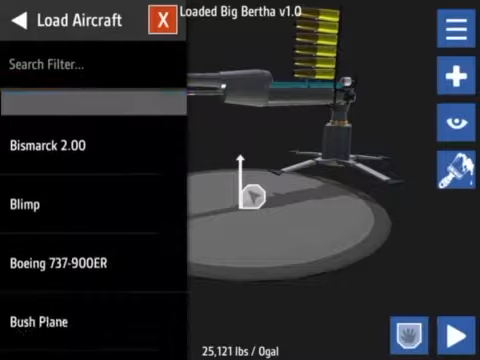 Load Aircraft
X
Loaded Big Bertha v1.0
Search Filter...
Bismarck 2.00
Blimp
Boeing 737-900ER
Bush Plane
25,121 lbs / 0gal